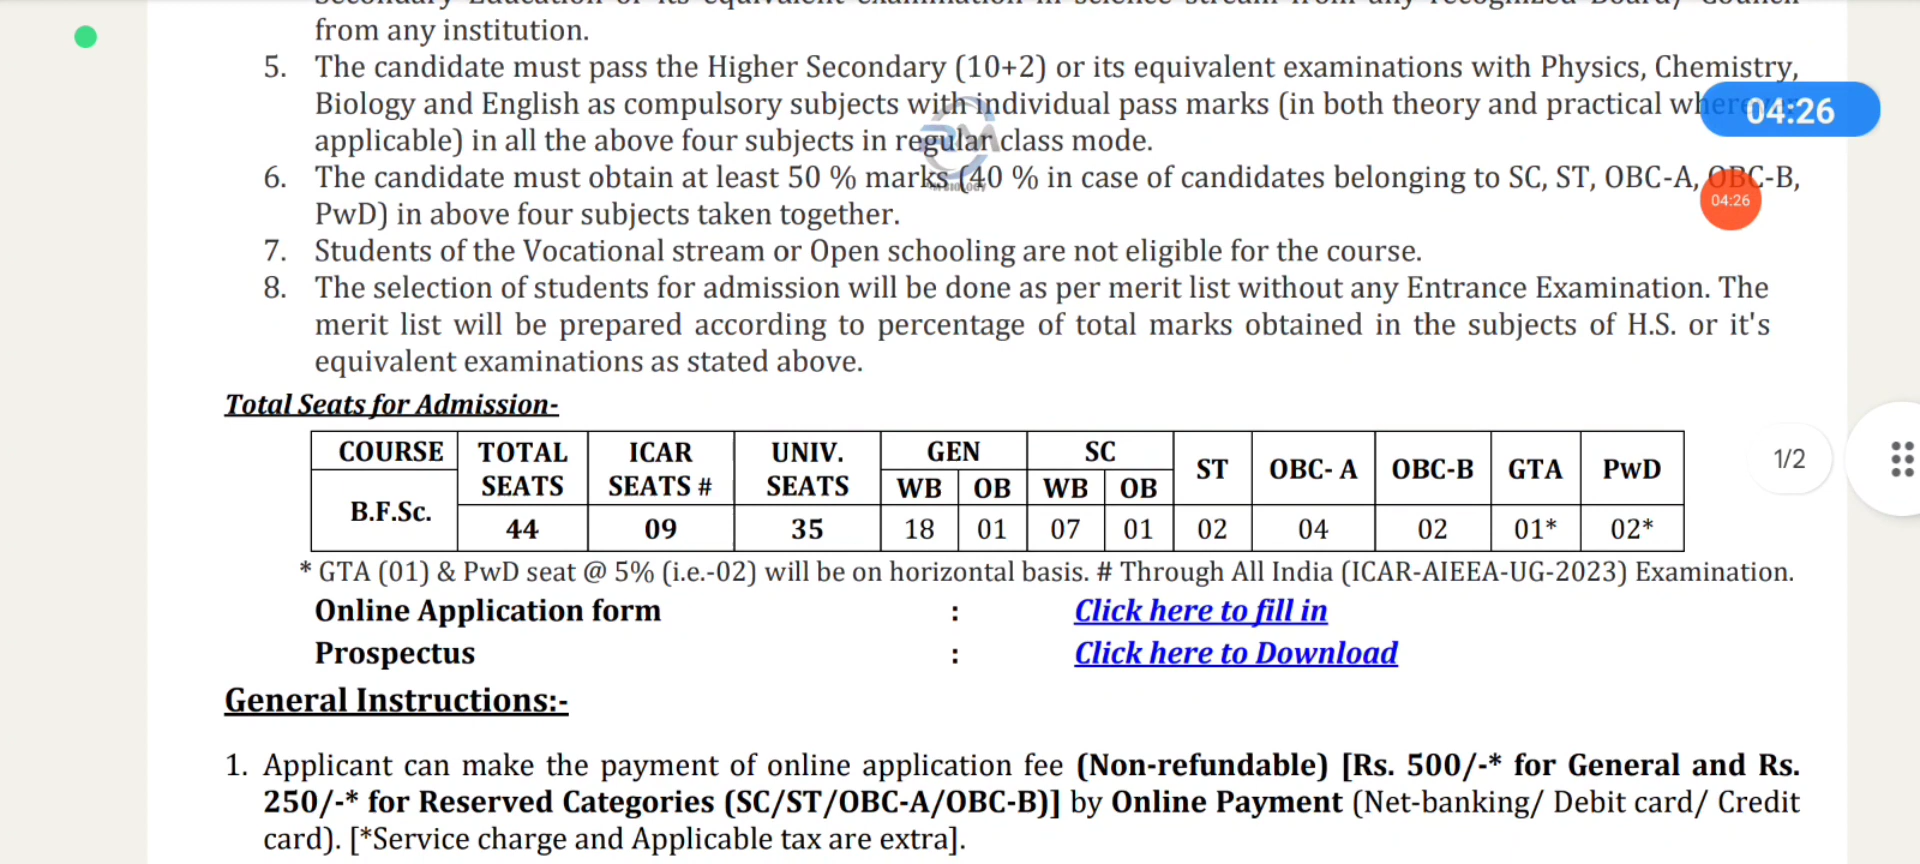 from any institution.
5. The candidate must pass the Higher Secondary (10+2) or its equivalent examinations with Physics, Chemistry,
Biology and English as compulsory subjects with individual pass marks (in both theory and practical
04:26
applicable) in all the above four subjects in regular class mode.
6. The candidate must obtain at least 50 % marks (40 % in case of candidates belonging to SC, ST, OBC-A, OBC-B,
04:26
PwD) in above four subjects taken together.
7. Students of the Vocational stream or Open schooling are not eligible for the course.
8. The selection of students for admission will be done as per merit list without any Entrance Examination. The
merit list will be prepared according to percentage of total marks obtained in the subjects of H.S. or it's
equivalent examinations as stated above.
Total Seats for Admission-
COURSE TOTAL SEATS ICAR SEATS # UNIV. SEATS GEN SC ST OBC- A OBC-B GTA PwD
WB OB WB OB
B.F.Sc. 44 09 35 18 01 07 01 02 04 02 01* 02*
1/2
* GTA (01) & PwD seat @ 5% (i.e.-02) will be on horizontal basis. # Through All India (ICAR-AIEEA-UG-2023) Examination.
Online Application form : Click here to fill in
Prospectus : Click here to Download
General Instructions:-
1. Applicant can make the payment of online application fee (Non-refundable) [Rs. 500/-* for General and Rs.
250/-* for Reserved Categories (SC/ST/OBC-A/OBC-B)] by Online Payment (Net-banking/ Debit card/ Credit
card). [*Service charge and Applicable tax are extra].